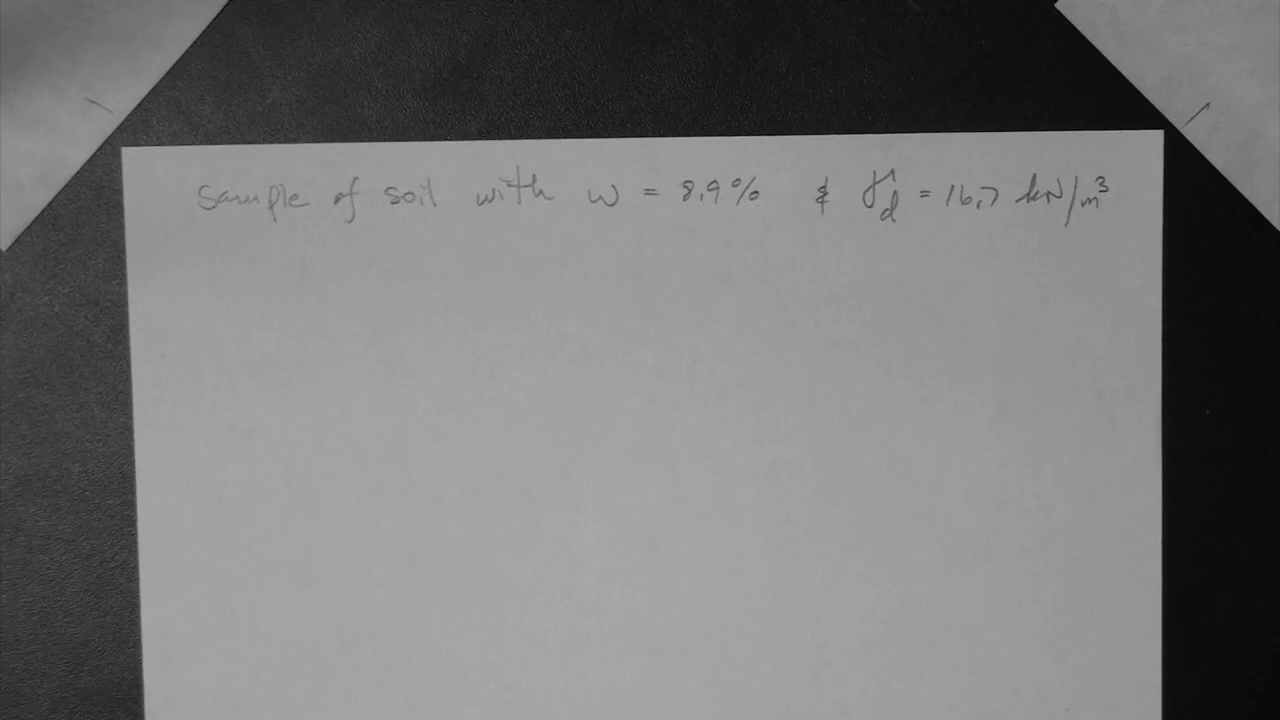 Sample of soil with w = 8.9% & γd = 16.7 kN/m³